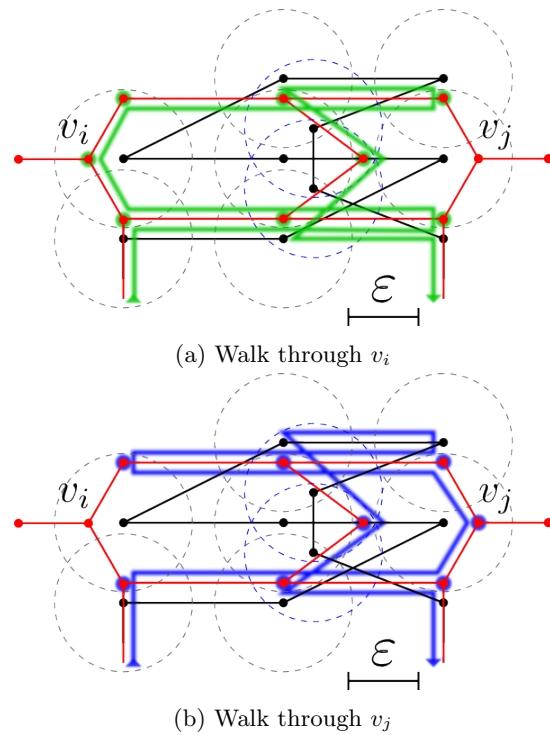 v_i v_j
ε
(a) Walk through v_i
v_i v_j
ε
(b) Walk through v_j